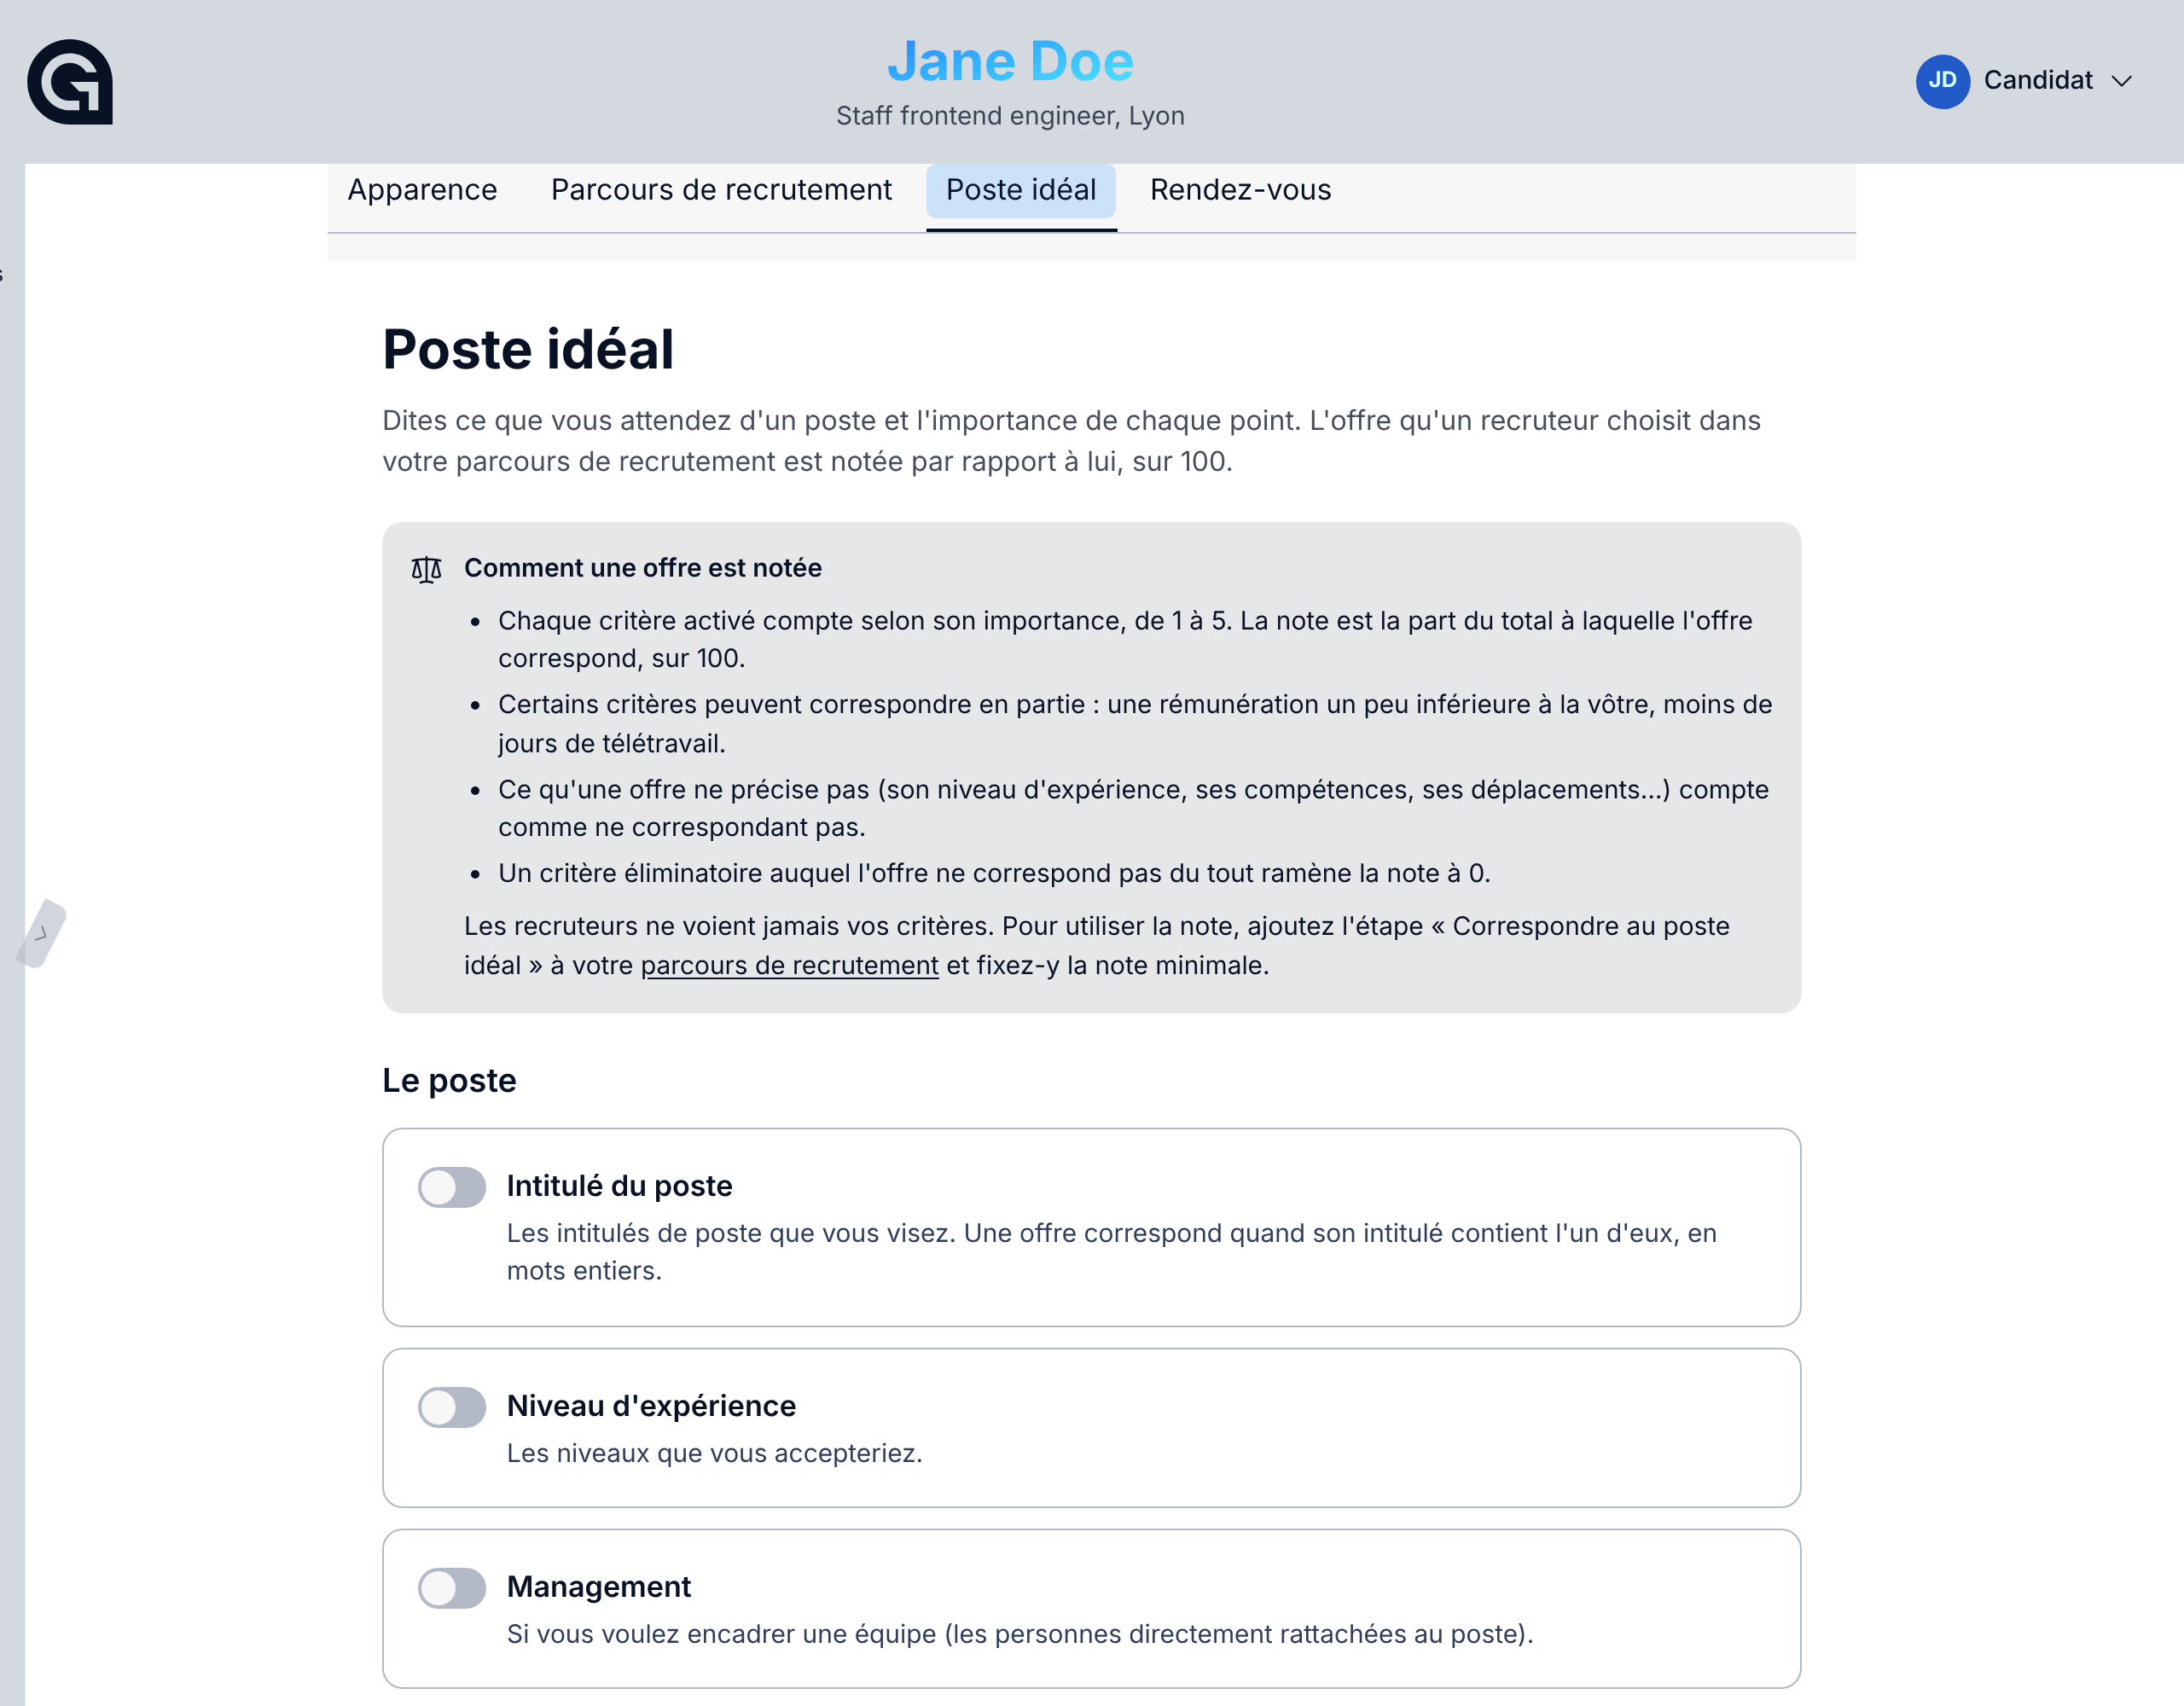 Jane Doe
Staff frontend engineer, Lyon
JD
Candidat
Apparence
Parcours de recrutement
Poste idéal
Rendez-vous
Poste idéal
Dites ce que vous attendez d'un poste et l'importance de chaque point. L'offre qu'un recruteur choisit dans
votre parcours de recrutement est notée par rapport à lui, sur 100.
Comment une offre est notée
• Chaque critère activé compte selon son importance, de 1 à 5. La note est la part du total à laquelle l'offre
correspond, sur 100.
• Certains critères peuvent correspondre en partie : une rémunération un peu inférieure à la vôtre, moins de
jours de télétravail.
• Ce qu'une offre ne précise pas (son niveau d'expérience, ses compétences, ses déplacements...) compte
comme ne correspondant pas.
• Un critère éliminatoire auquel l'offre ne correspond pas du tout ramène la note à 0.
Les recruteurs ne voient jamais vos critères. Pour utiliser la note, ajoutez l'étape « Correspondre au poste
idéal » à votre parcours de recrutement et fixez-y la note minimale.
Le poste
Intitulé du poste
Les intitulés de poste que vous visez. Une offre correspond quand son intitulé contient l'un d'eux, en
mots entiers.
Niveau d'expérience
Les niveaux que vous accepteriez.
Management
Si vous voulez encadrer une équipe (les personnes directement rattachées au poste).